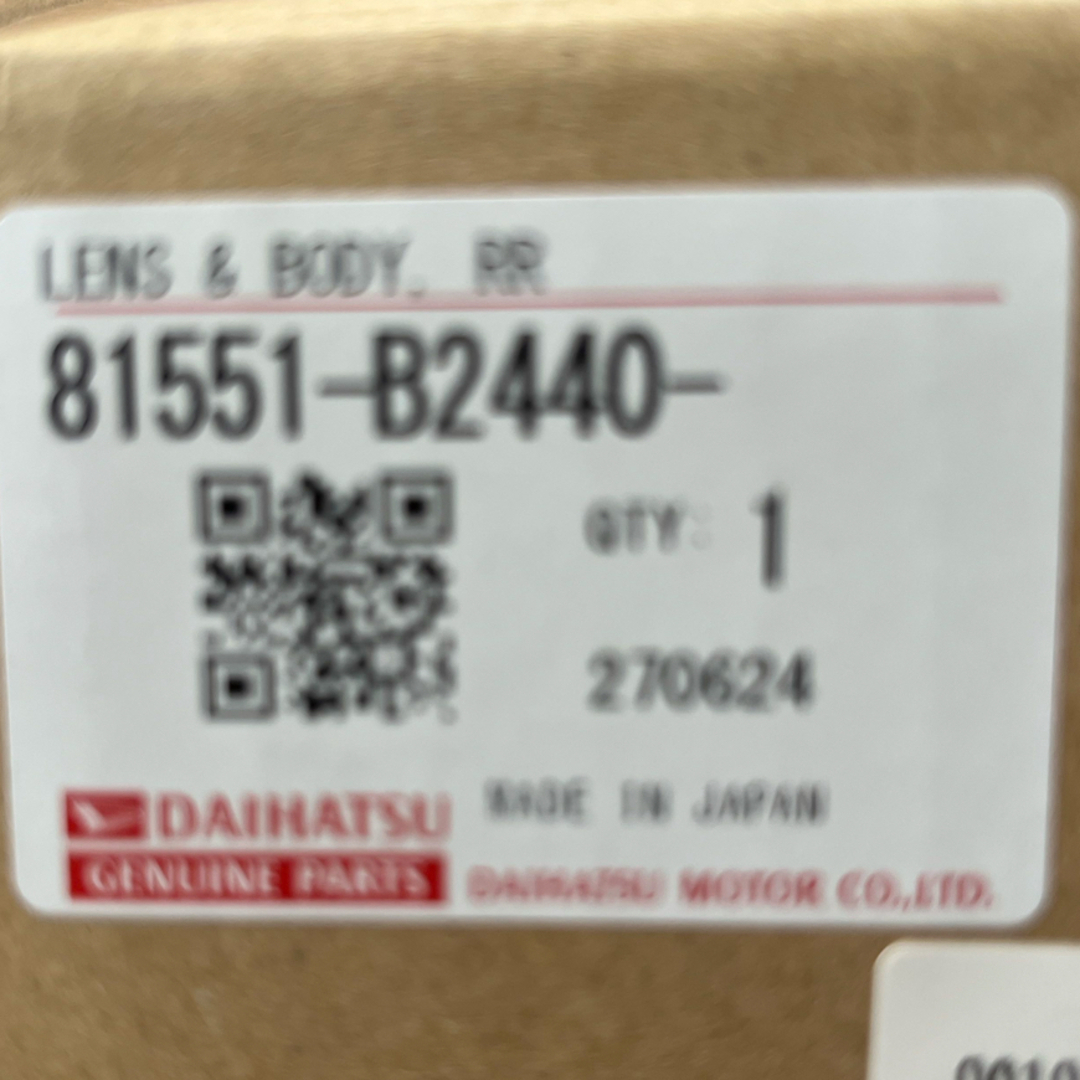 LENS & BODY, RR
81551-B2440-
QTY: 1
270624
DAIHATSU
GENUINE PARTS
MADE IN JAPAN
DAIHATSU MOTOR CO.,LTD.